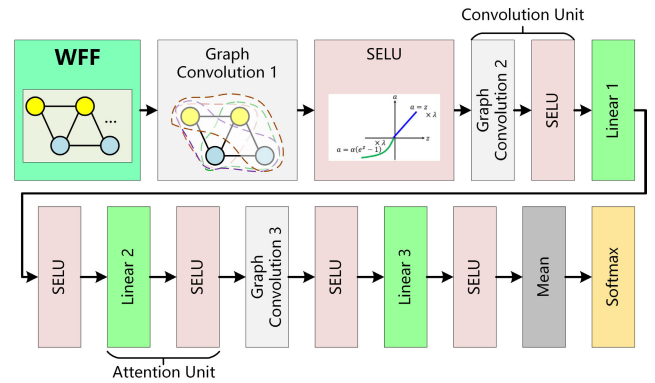 Convolution Unit
WFF
...
Graph
Convolution 1
SELU
a
a = z
× λ
z
× λ
a = α(eᶻ − 1)
Graph
Convolution 2
SELU
Linear 1
SELU
Linear 2
SELU
Graph
Convolution 3
SELU
Linear 3
SELU
Mean
Softmax
Attention Unit